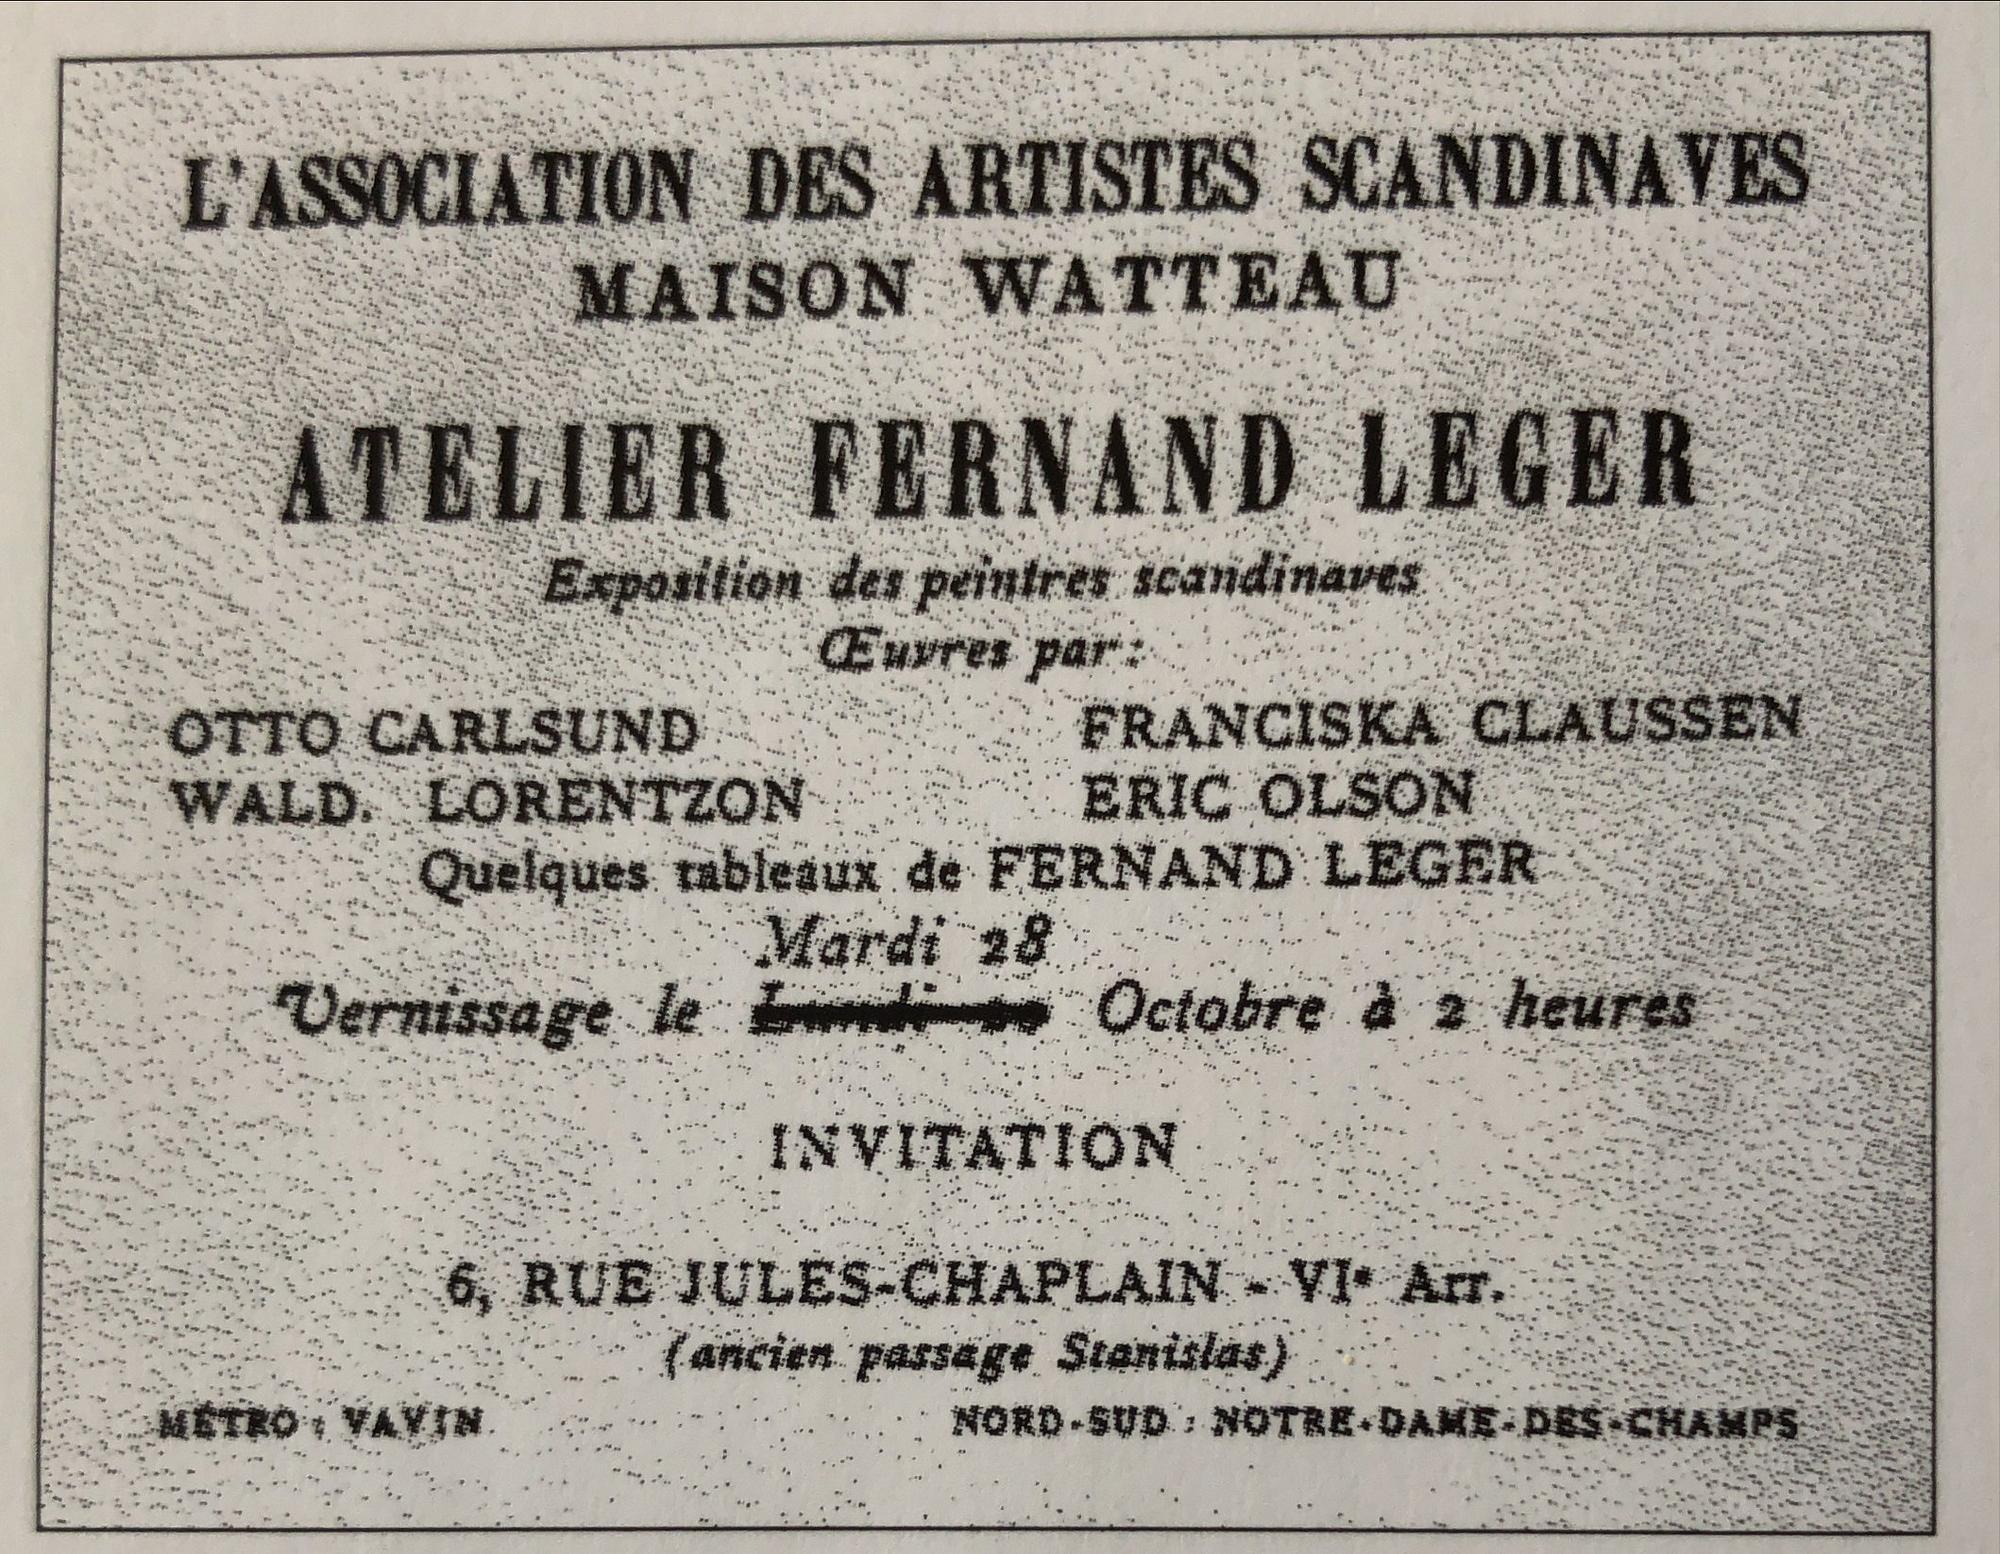 L'ASSOCIATION DES ARTISTES SCANDINAVES
MAISON WATTEAU
ATELIER FERNAND LEGER
Exposition des peintres scandinaves
Œuvres par:
OTTO CARLSUND FRANCISKA CLAUSSEN
WALD. LORENTZON ERIC OLSON
Quelques tableaux de FERNAND LEGER
Mardi 28
Vernissage le Lundi Octobre à 2 heures
INVITATION
6, RUE JULES-CHAPLAIN - VIe Arr.
(ancien passage Stanislas)
MÉTRO : VAVIN NORD-SUD : NOTRE-DAME-DES-CHAMPS